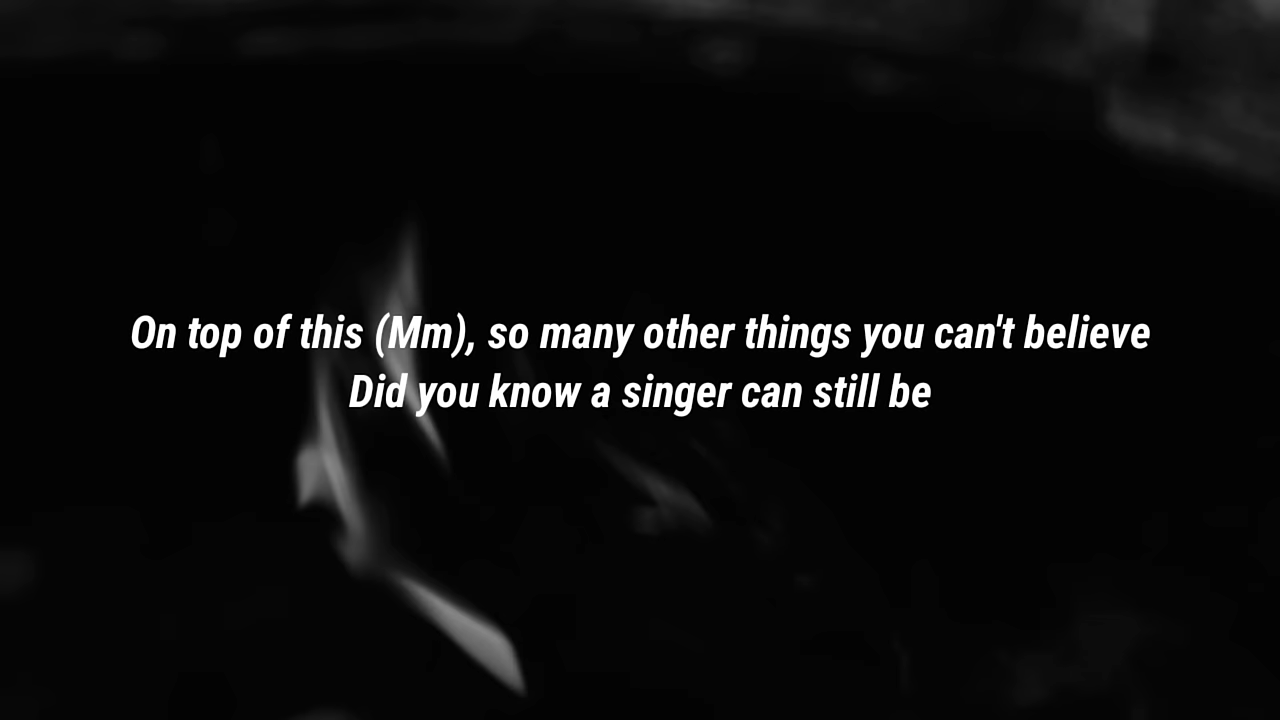 On top of this (Mm), so many other things you can't believe
Did you know a singer can still be